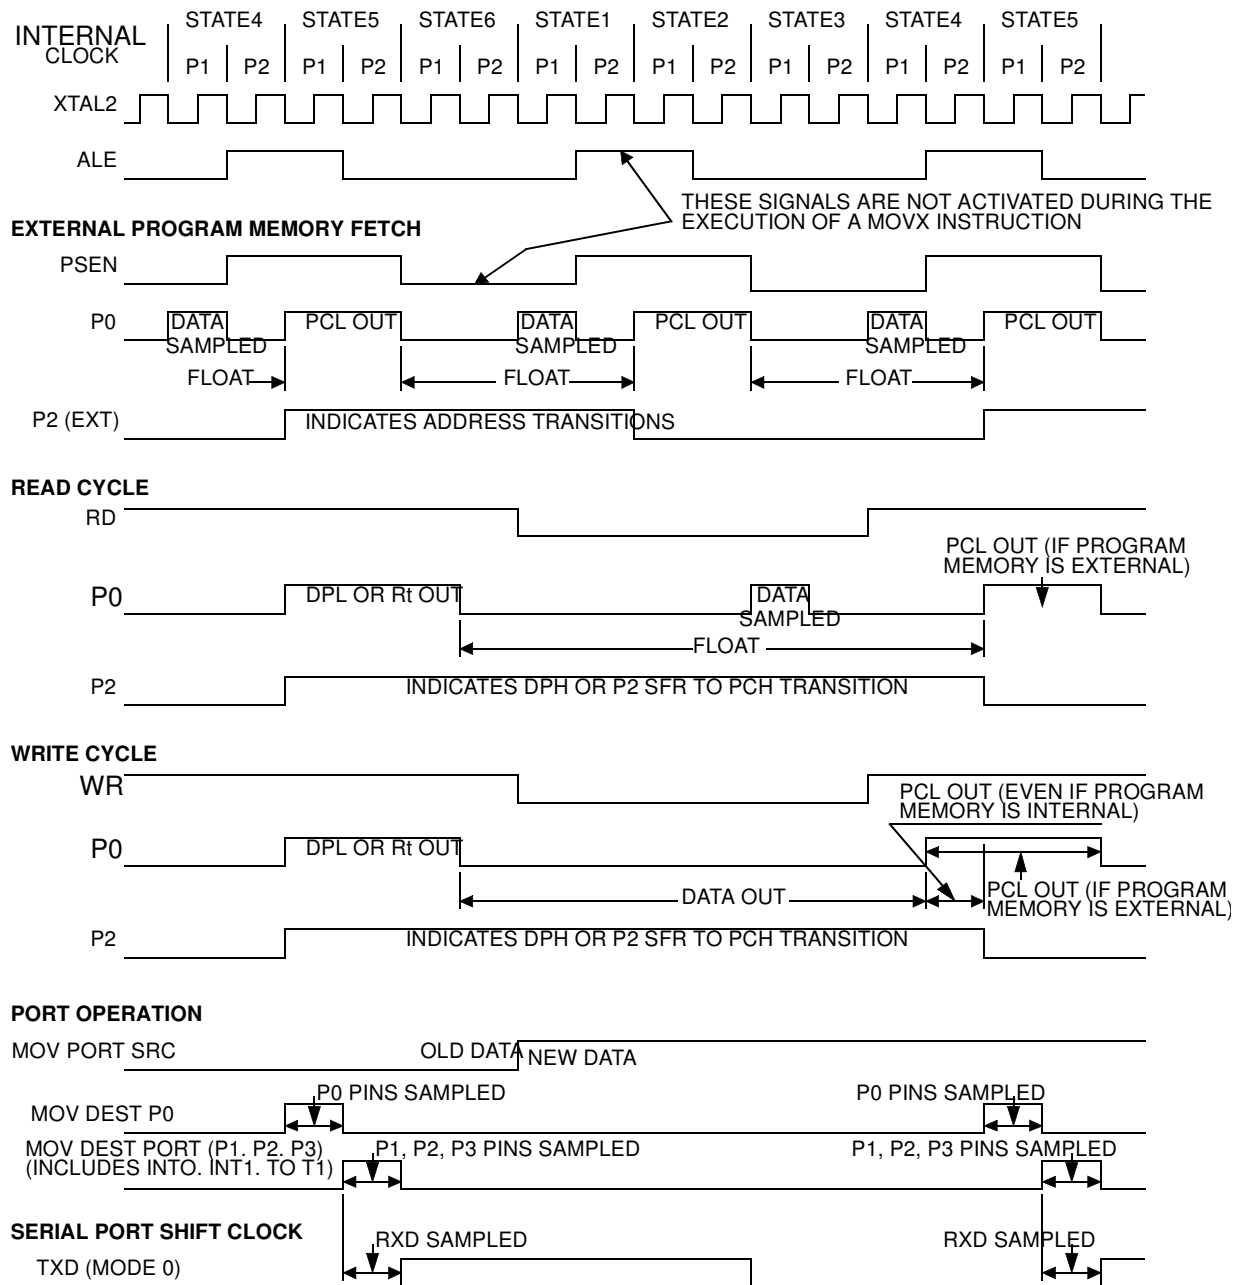 STATE4 STATE5 STATE6 STATE1 STATE2 STATE3 STATE4 STATE5
INTERNAL
CLOCK
P1 P2 P1 P2 P1 P2 P1 P2 P1 P2 P1 P2 P1 P2 P1 P2
XTAL2
ALE
THESE SIGNALS ARE NOT ACTIVATED DURING THE
EXECUTION OF A MOVX INSTRUCTION
EXTERNAL PROGRAM MEMORY FETCH
PSEN
P0 DATA PCL OUT DATA PCL OUT DATA PCL OUT
SAMPLED SAMPLED SAMPLED
FLOAT FLOAT FLOAT
P2 (EXT) INDICATES ADDRESS TRANSITIONS
READ CYCLE
RD
PCL OUT (IF PROGRAM
MEMORY IS EXTERNAL)
P0 DPL OR Rt OUT DATA
SAMPLED
FLOAT
P2 INDICATES DPH OR P2 SFR TO PCH TRANSITION
WRITE CYCLE
WR
PCL OUT (EVEN IF PROGRAM
MEMORY IS INTERNAL)
P0 DPL OR Rt OUT
DATA OUT
PCL OUT (IF PROGRAM
MEMORY IS EXTERNAL)
P2 INDICATES DPH OR P2 SFR TO PCH TRANSITION
PORT OPERATION
MOV PORT SRC OLD DATA NEW DATA
P0 PINS SAMPLED P0 PINS SAMPLED
MOV DEST P0
MOV DEST PORT (P1. P2. P3) P1, P2, P3 PINS SAMPLED P1, P2, P3 PINS SAMPLED
(INCLUDES INTO. INT1. TO T1)
SERIAL PORT SHIFT CLOCK
RXD SAMPLED RXD SAMPLED
TXD (MODE 0)